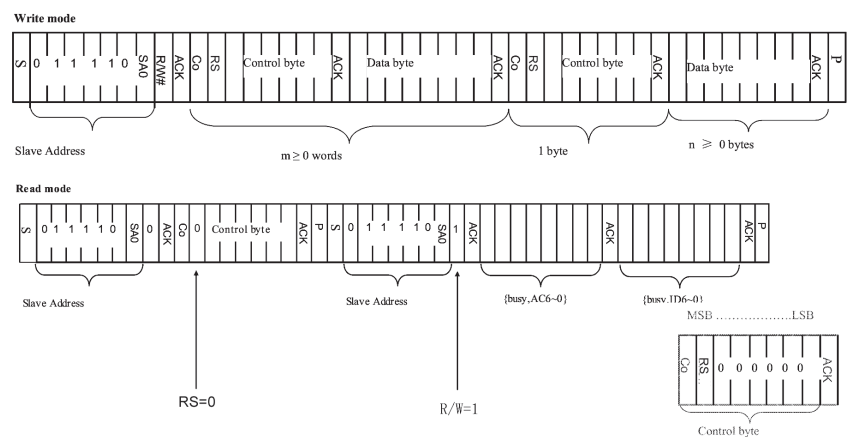 Write mode
S 0 1 1 1 1 0 SA0 R/W# ACK Co RS Control byte ACK Data byte ACK Co RS Control byte ACK Data byte ACK P
Slave Address
m ≥ 0 words
1 byte
n ≥ 0 bytes
Read mode
S 0 1 1 1 1 0 SA0 0 ACK Co 0 Control byte ACK P S 0 1 1 1 1 0 SA0 1 ACK ACK ACK P
Slave Address
Slave Address
{busy,AC6~0}
{busy,ID6~0}
MSB ....................LSB
Co RS 0 0 0 0 0 0 ACK
Control byte
RS=0
R/W=1